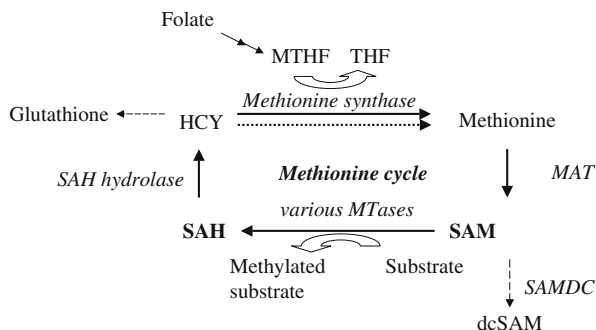 Folate
MTHF THF
Methionine synthase
Glutathione
HCY
Methionine
SAH hydrolase
Methionine cycle
MAT
various MTases
SAH
SAM
Methylated
substrate
Substrate
SAMDC
dcSAM